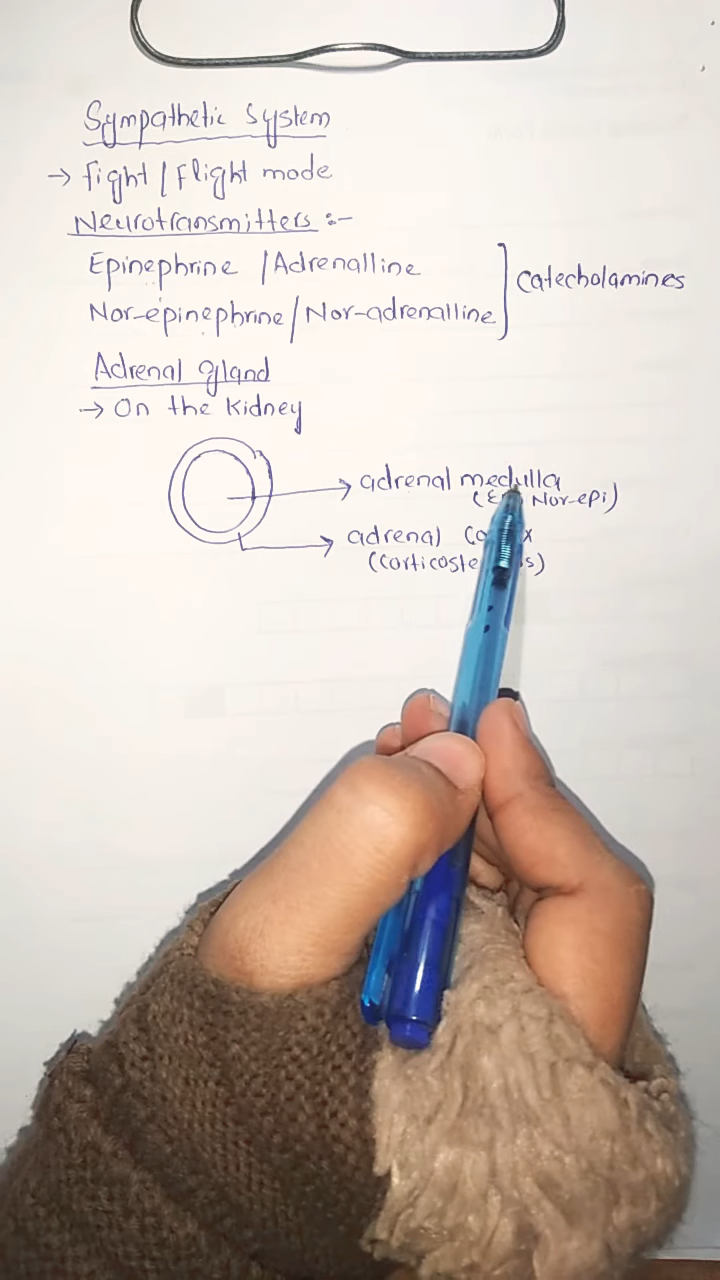 Sympathetic System
→ fight / Flight mode
Neurotransmitters :-
Epinephrine / Adrenalline
Nor-epinephrine / Nor-adrenalline
catecholamines
Adrenal gland
→ On the Kidney
adrenal medulla
Nor-epi)
adrenal